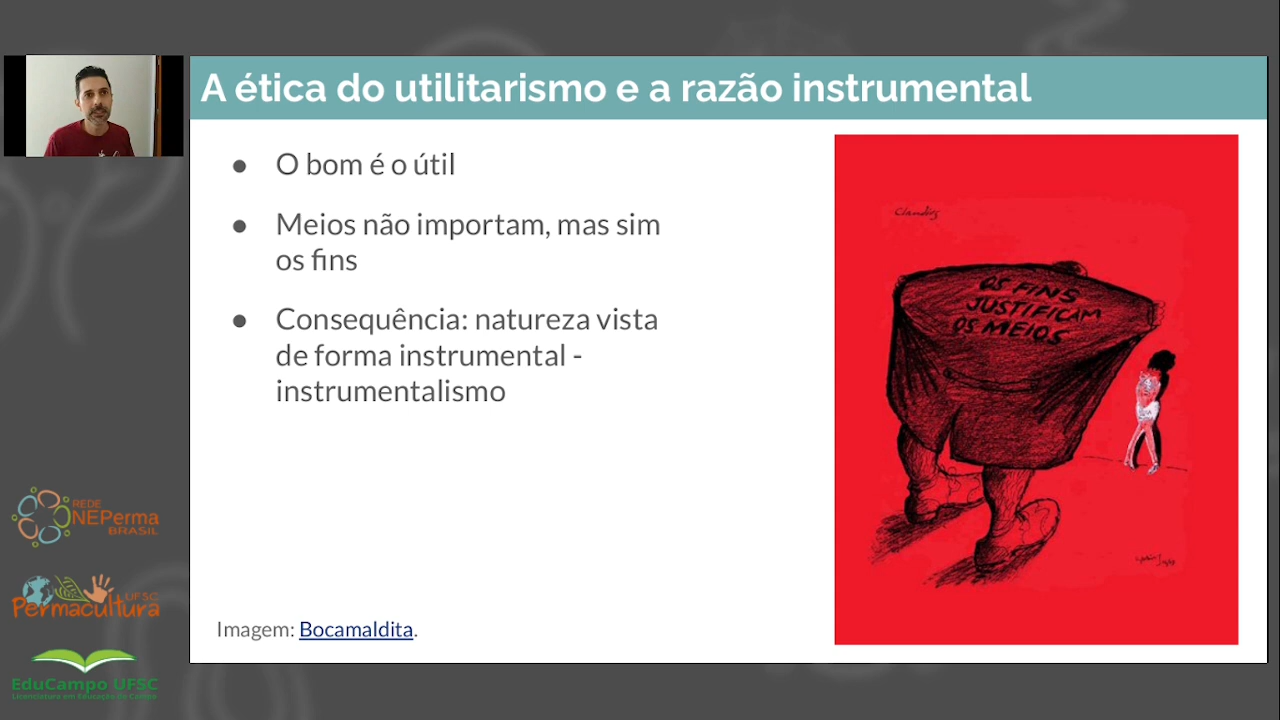 A ética do utilitarismo e a razão instrumental
● O bom é o útil
● Meios não importam, mas sim
os fins
● Consequência: natureza vista
de forma instrumental -
instrumentalismo
Claudius
OS FINS
JUSTIFICAM
OS MEIOS
Imagem: Bocamaldita.
REDE
NEPerma
BRASIL
UFSC
Permacultura
EduCampo UFSC
Licenciatura em Educação do Campo